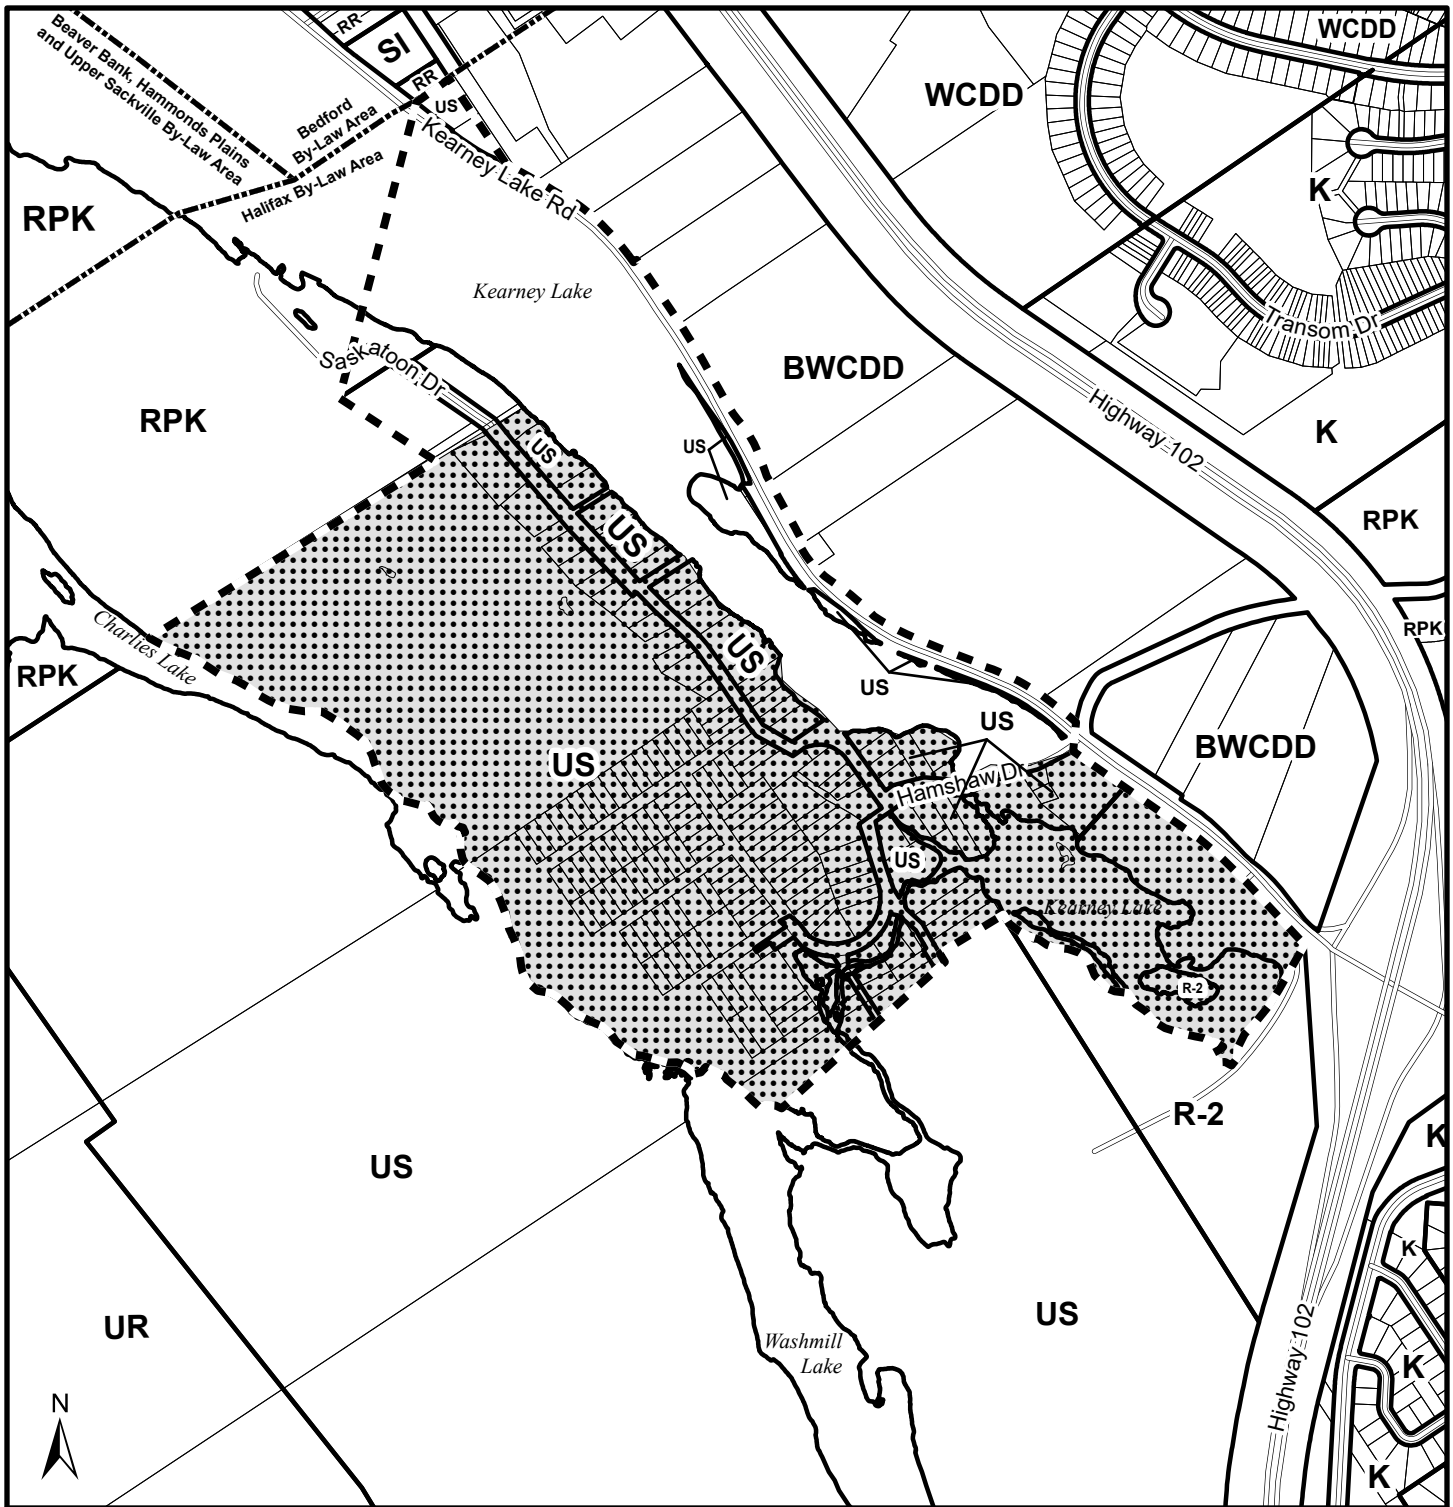 RR
SI
RR
US
WCDD
WCDD
Beaver Bank, Hammonds Plains
and Upper Sackville By-Law Area
Bedford
By-Law Area
Halifax By-Law Area
Kearney Lake Rd
K
RPK
Kearney Lake
Transom Dr
Saskatoon Dr
BWCDD
RPK
Highway 102
K
US
US
RPK
US
Charlies Lake
RPK
US
RPK
US
US
BWCDD
US
Hamshaw Dr
US
Kearney Lake
R-2
R-2
K
US
K
US
UR
Washmill
Lake
Highway 102
K
N
K